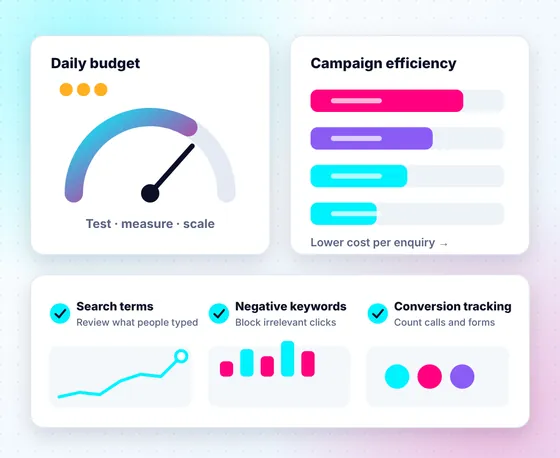 Daily budget
Test · measure · scale
Campaign efficiency
Lower cost per enquiry →
Search terms
Review what people typed
Negative keywords
Block irrelevant clicks
Conversion tracking
Count calls and forms